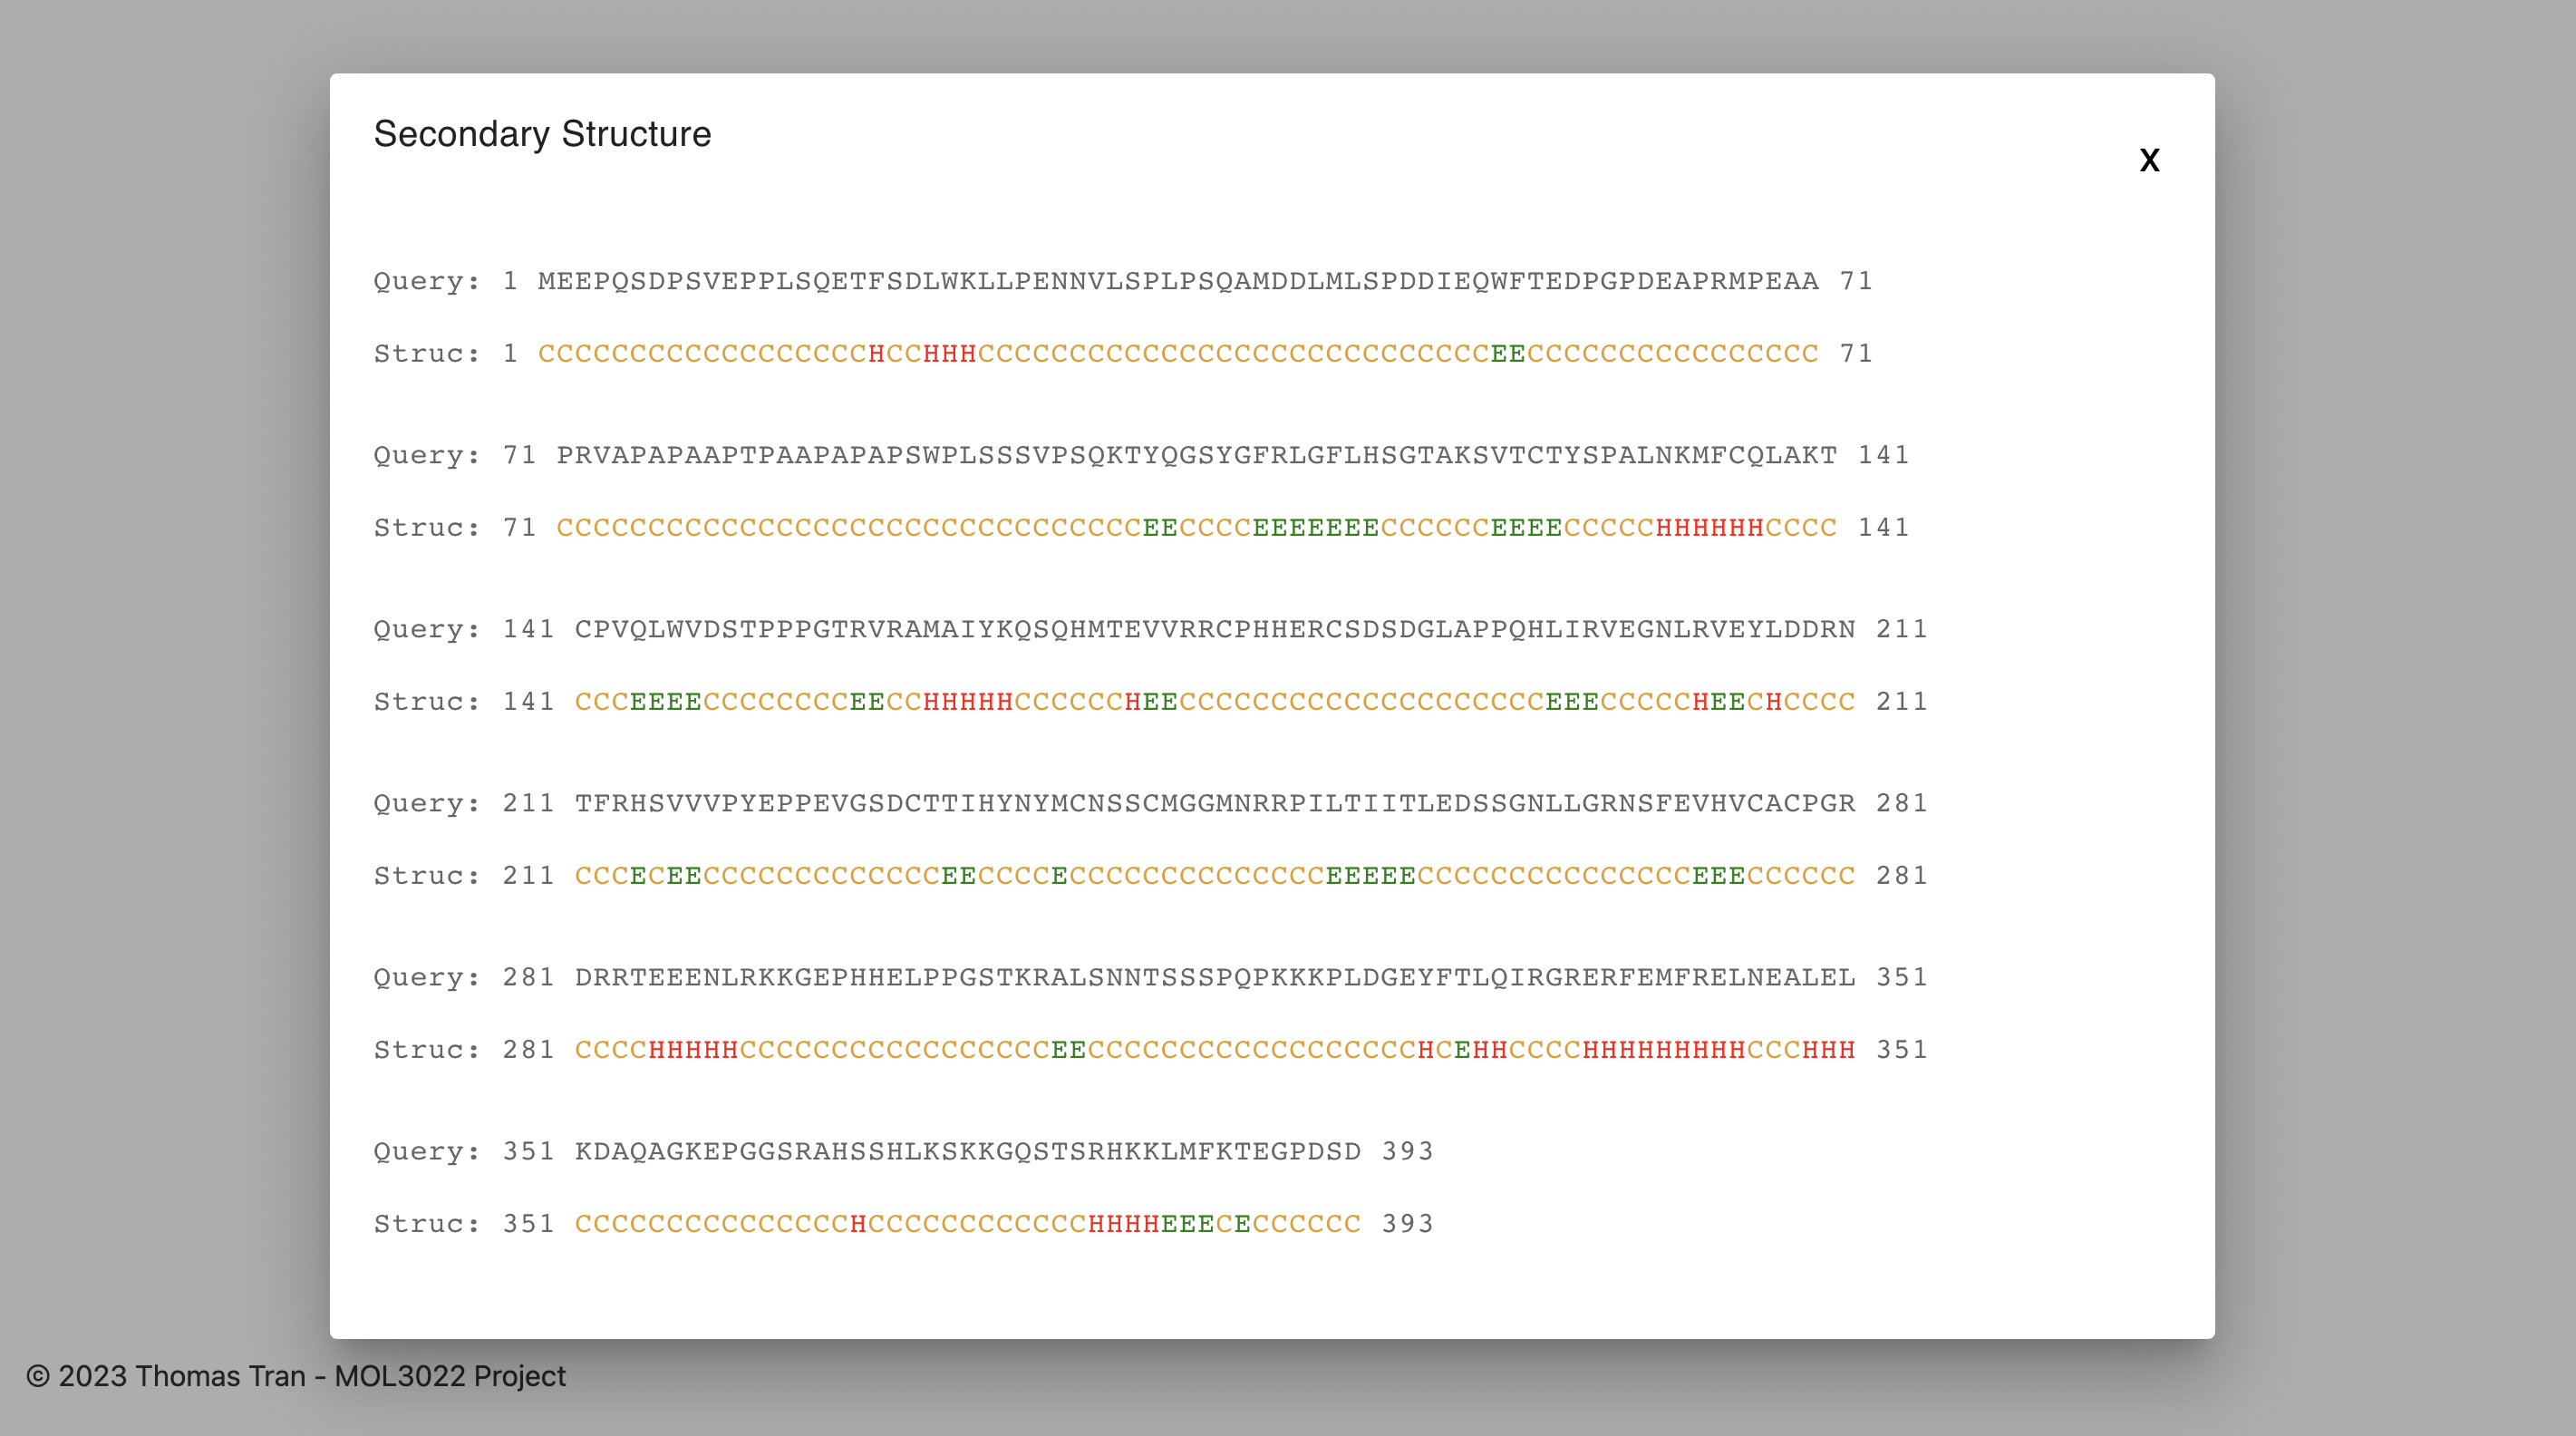 Secondary Structure
X
Query: 1 MEEPQSDPSVEPPLSQETFSDLWKLLPENNVLSPLPSQAMDDLMLSPDDIEQWFTEDPGPDEAPRMPEAA 71
Struc: 1 CCCCCCCCCCCCCCCCCCHCCHHHCCCCCCCCCCCCCCCCCCCCCCCCCCCCEECCCCCCCCCCCCCCCC 71
Query: 71 PRVAPAPAAPTPAAPAPAPSWPLSSSVPSQKTYQGSYGFRLGFLHSGTAKSVTCTYSPALNKMFCQLAKT 141
Struc: 71 CCCCCCCCCCCCCCCCCCCCCCCCCCCCCCCCEECCCCEEEEEEECCCCCCEEEECCCCCHHHHHHCCCC 141
Query: 141 CPVQLWVDSTPPPGTRVRAMAIYKQSQHMTEVVRRCPHHERCSDSDGLAPPQHLIRVEGNLRVEYLDDRN 211
Struc: 141 CCCEEEECCCCCCCCEECCHHHHHCCCCCCHEECCCCCCCCCCCCCCCCCCCCEEECCCCCHEECHCCCC 211
Query: 211 TFRHSVVVPYEPPEVGSDCTTIHYNYMCNSSCMGGMNRRPILTIITLEDSSGNLLGRNSFEVHVCACPGR 281
Struc: 211 CCCECEECCCCCCCCCCCCCEECCCCECCCCCCCCCCCCCCEEEEECCCCCCCCCCCCCCCEEECCCCCC 281
Query: 281 DRRTEEENLRKKGEPHHELPPGSTKRALSNNTSSSPQPKKKPLDGEYFTLQIRGRERFEMFRELNEALEL 351
Struc: 281 CCCCHHHHHCCCCCCCCCCCCCCCCCEECCCCCCCCCCCCCCCCCCHCEHHCCCCHHHHHHHHHCCCHHH 351
Query: 351 KDAQAGKEPGGSRAHSSHLKSKKGQSTSRHKKLMFKTEGPDSD 393
Struc: 351 CCCCCCCCCCCCCCCHCCCCCCCCCCCCHHHHEEECECCCCCC 393
© 2023 Thomas Tran - MOL3022 Project